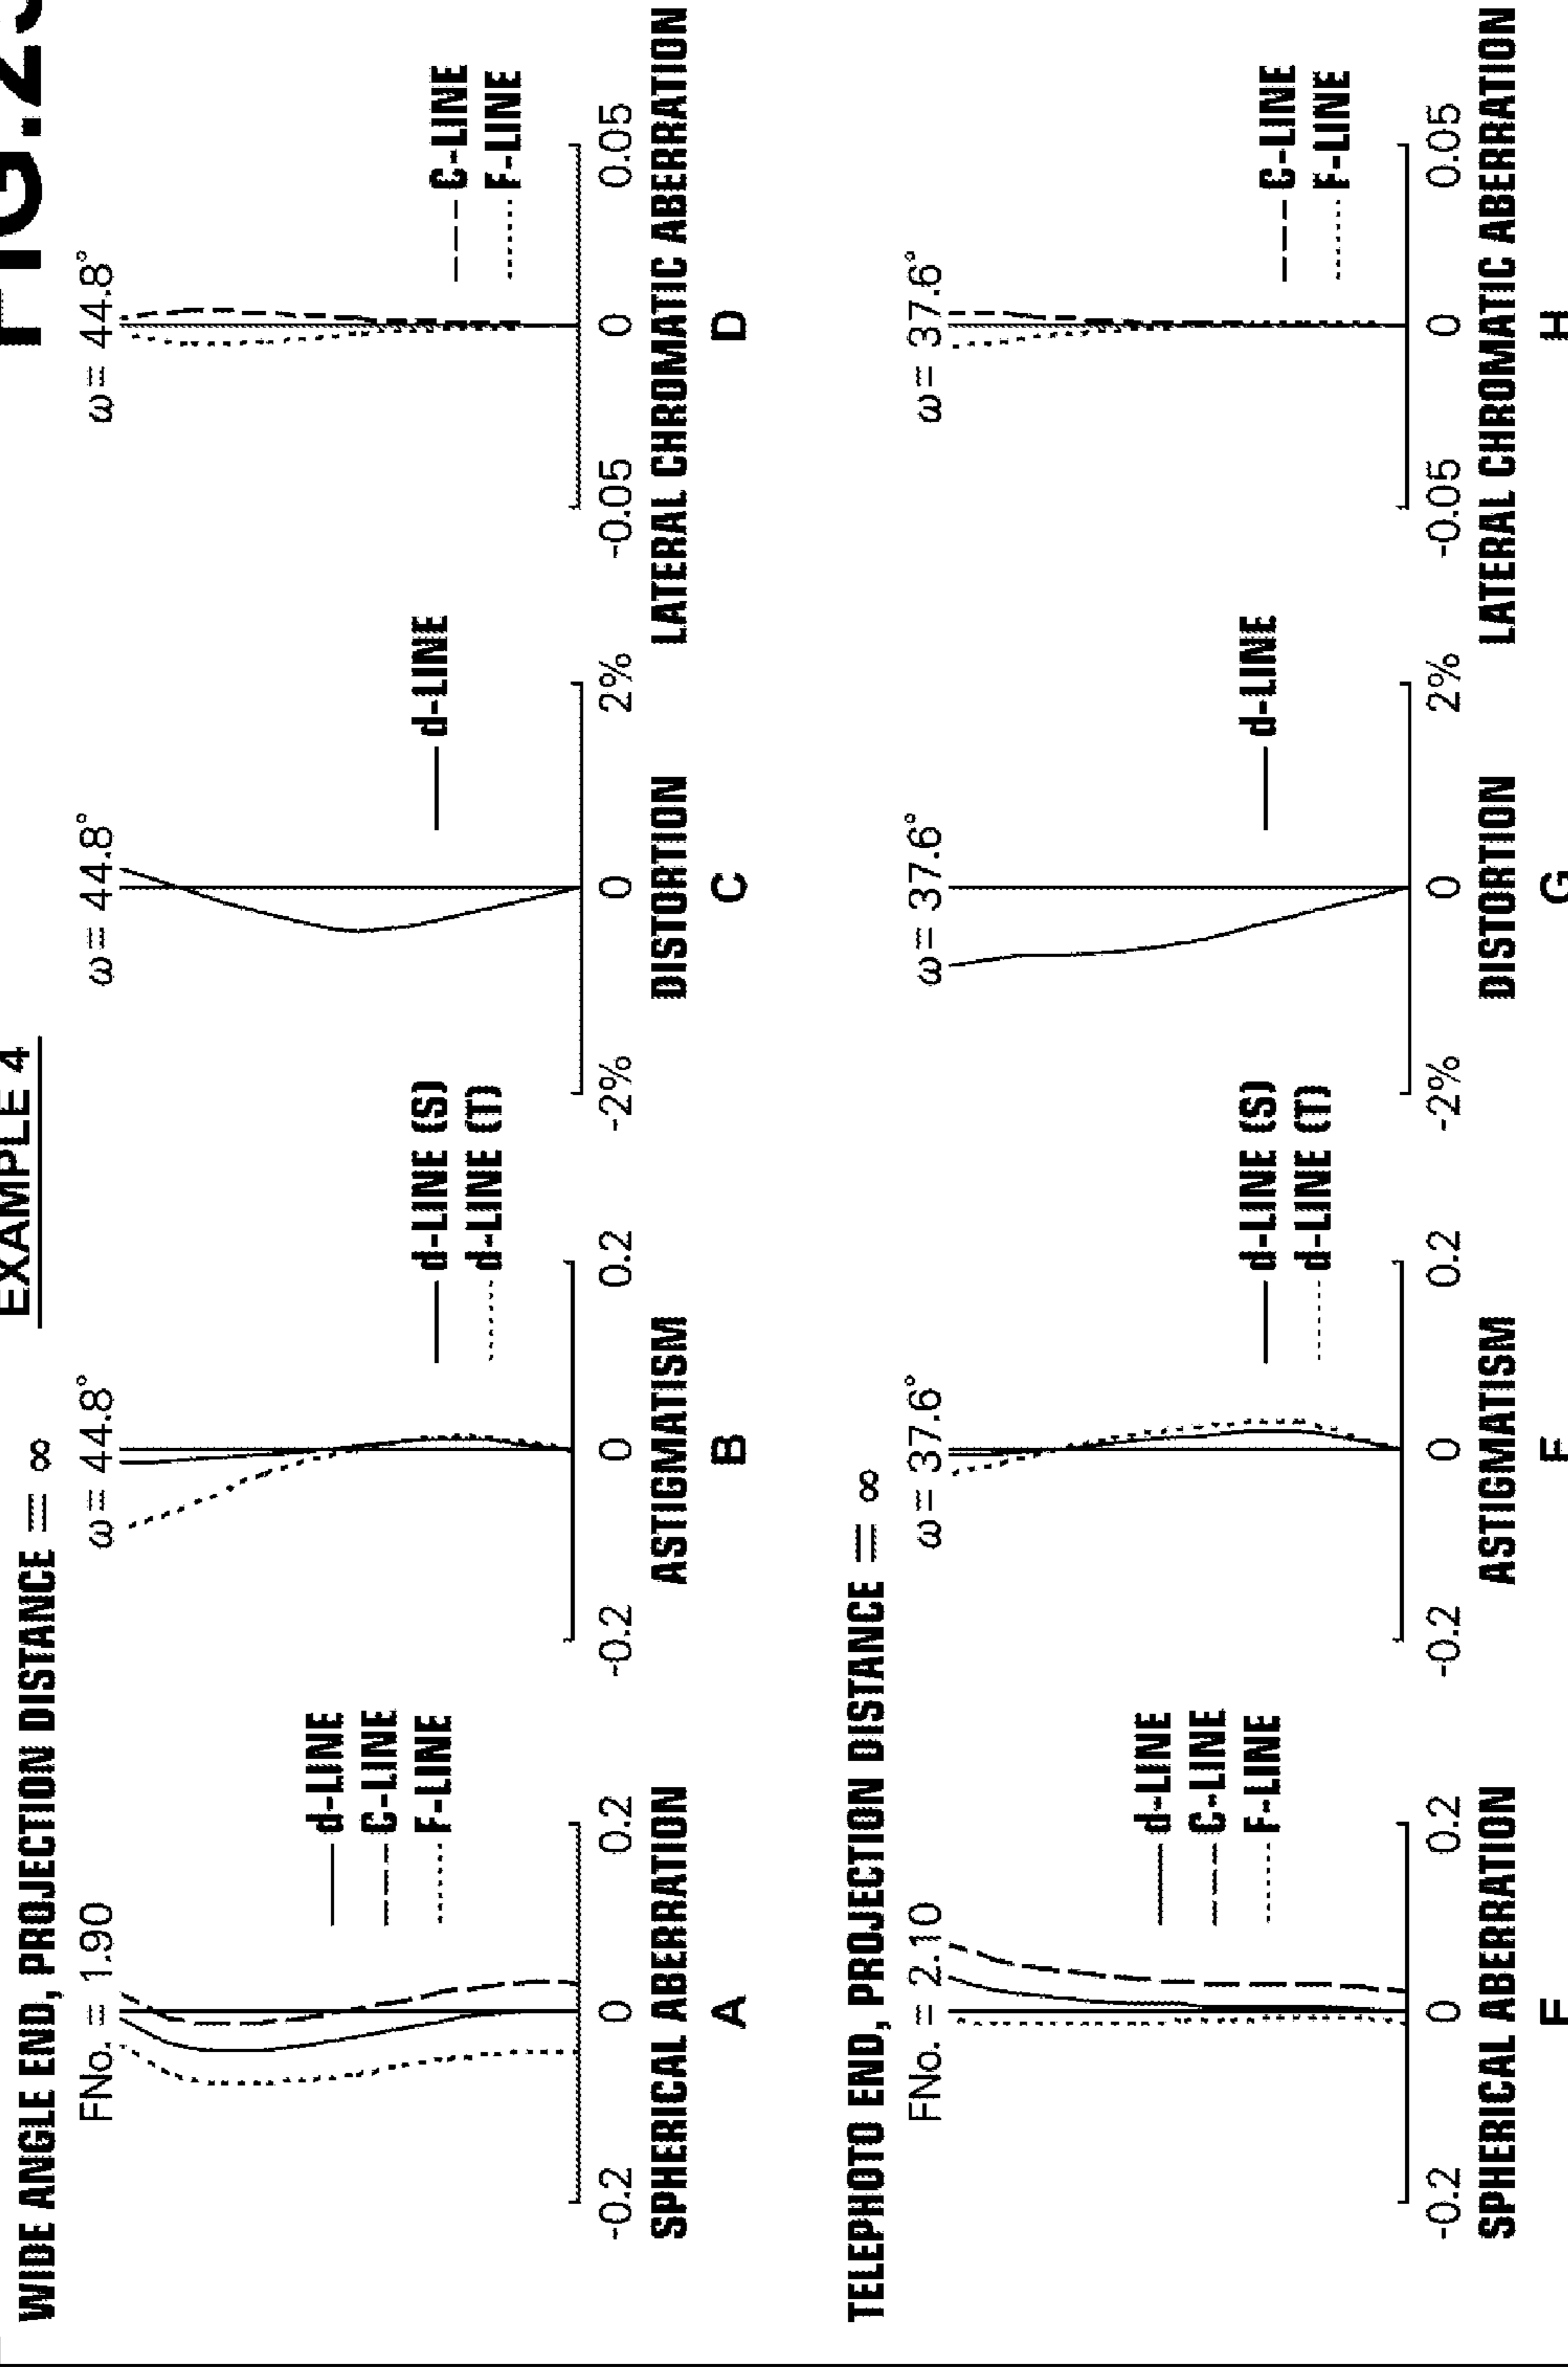 EXAMPLE 4
WIDE ANGLE END, PROJECTION DISTANCE = ∞
FNo. = 1.90
d-LINE
C-LINE
F-LINE
-0.2 0 0.2
SPHERICAL ABERRATION
A
ω = 44.8°
d-LINE (S)
d-LINE (T)
-0.2 0 0.2
ASTIGMATISM
B
ω = 44.8°
d-LINE
-2% 0 2%
DISTORTION
C
ω = 44.8°
C-LINE
F-LINE
-0.05 0 0.05
LATERAL CHROMATIC ABERRATION
D
TELEPHOTO END, PROJECTION DISTANCE = ∞
FNo. = 2.10
d-LINE
C-LINE
F-LINE
-0.2 0 0.2
SPHERICAL ABERRATION
ω = 37.6°
d-LINE (S)
d-LINE (T)
-0.2 0 0.2
ASTIGMATISM
ω = 37.6°
d-LINE
-2% 0 2%
DISTORTION
G
ω = 37.6°
C-LINE
F-LINE
-0.05 0 0.05
LATERAL CHROMATIC ABERRATION
H